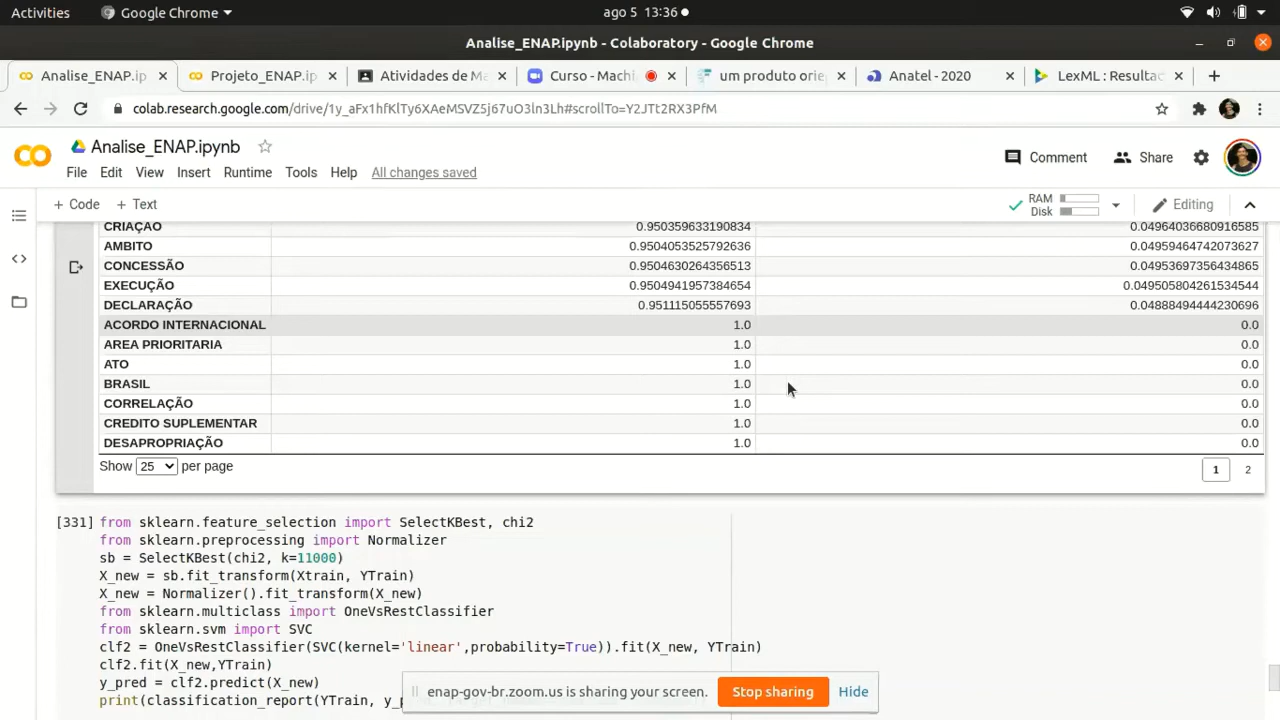 Activities Google Chrome ago 5 13:36
Analise_ENAP.ipynb - Colaboratory - Google Chrome
Analise_ENAP.ip Projeto_ENAP.i Atividades de M Curso - Machi um produto orie Anatel - 2020 LexML : Resultac
colab.research.google.com/drive/1y_aFx1hfKlTy6XAeMSVZ5j67uO3ln3Lh#scrollTo=Y2JTt2RX3PfM
Analise_ENAP.ipynb Comment Share
File Edit View Insert Runtime Tools Help All changes saved
+ Code + Text RAM Disk Editing
CRIAÇÃO 0.950359633190834 0.04964036680916585
AMBITO 0.9504053525792636 0.04959464742073627
CONCESSÃO 0.9504630264356513 0.04953697356434865
EXECUÇÃO 0.9504941957384654 0.049505804261534544
DECLARAÇÃO 0.951115055557693 0.04888494444230696
ACORDO INTERNACIONAL 1.0 0.0
AREA PRIORITARIA 1.0 0.0
ATO 1.0 0.0
BRASIL 1.0 0.0
CORRELAÇÃO 1.0 0.0
CREDITO SUPLEMENTAR 1.0 0.0
DESAPROPRIAÇÃO 1.0 0.0
Show 25 per page 1 2
[331] from sklearn.feature_selection import SelectKBest, chi2
from sklearn.preprocessing import Normalizer
sb = SelectKBest(chi2, k=11000)
X_new = sb.fit_transform(Xtrain, YTrain)
X_new = Normalizer().fit_transform(X_new)
from sklearn.multiclass import OneVsRestClassifier
from sklearn.svm import SVC
clf2 = OneVsRestClassifier(SVC(kernel='linear',probability=True)).fit(X_new, YTrain)
clf2.fit(X_new,YTrain)
y_pred = clf2.predict(X_new)
print(classification_report(YTrain, y_p
enap-gov-br.zoom.us is sharing your screen. Stop sharing Hide